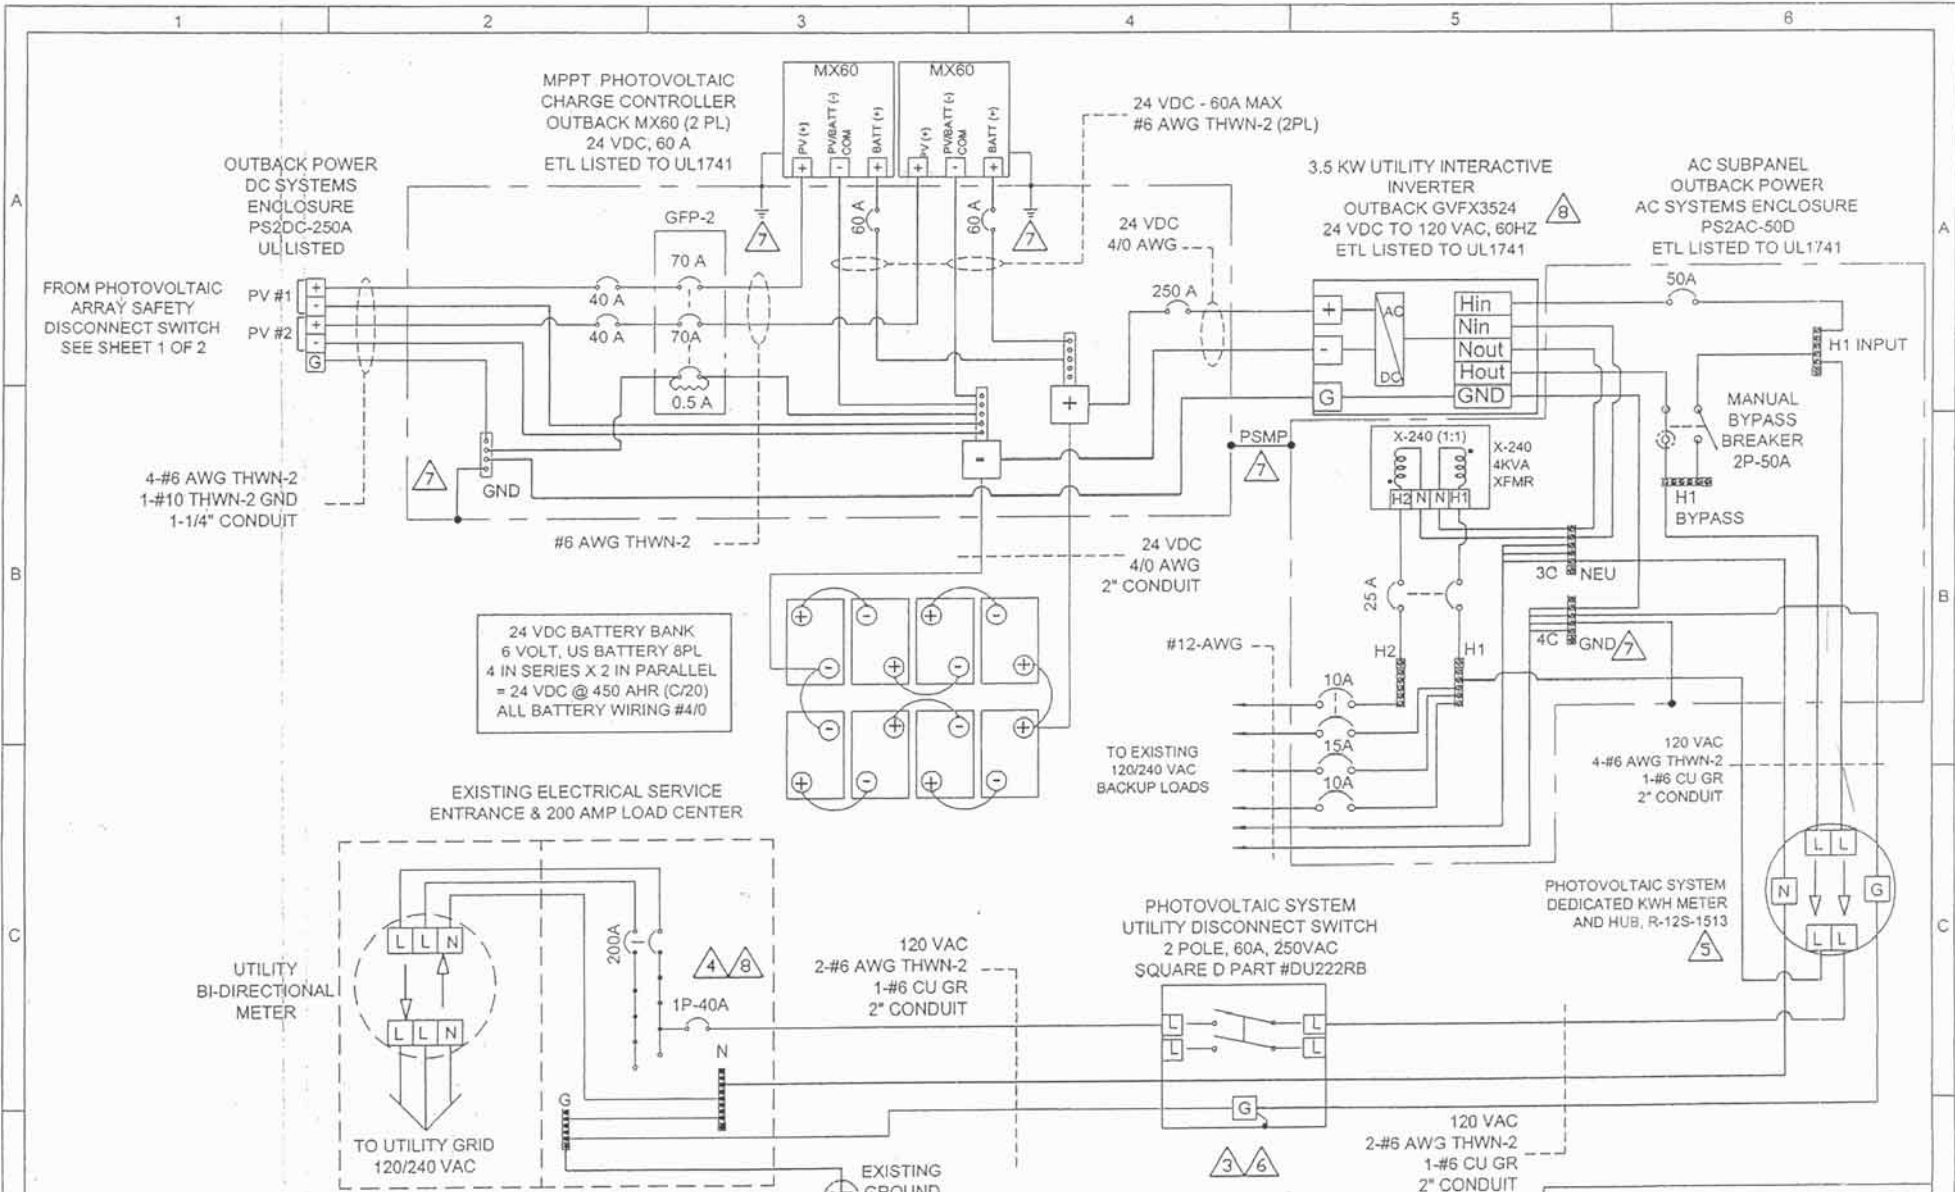 1 2 3 4 5 6
A
B
C
A
B
C
MPPT PHOTOVOLTAIC
CHARGE CONTROLLER
OUTBACK MX60 (2 PL)
24 VDC, 60 A
ETL LISTED TO UL1741
MX60
PV (+)
PV/BATT (-)
COM
BATT (+)
+ - +
MX60
PV (+)
PV/BATT (-)
COM
BATT (+)
+ - +
24 VDC - 60A MAX
#6 AWG THWN-2 (2PL)
OUTBACK POWER
DC SYSTEMS
ENCLOSURE
PS2DC-250A
UL LISTED
FROM PHOTOVOLTAIC
ARRAY SAFETY
DISCONNECT SWITCH
SEE SHEET 1 OF 2
PV #1
PV #2
+
-
+
-
G
40 A
40 A
GFP-2
70 A
70A
0.5 A
7
60 A
60 A
7
24 VDC
4/0 AWG
250 A
3.5 KW UTILITY INTERACTIVE
INVERTER
OUTBACK GVFX3524
24 VDC TO 120 VAC, 60HZ
ETL LISTED TO UL1741
8
+
-
G
AC
DC
Hin
Nin
Nout
Hout
GND
AC SUBPANEL
OUTBACK POWER
AC SYSTEMS ENCLOSURE
PS2AC-50D
ETL LISTED TO UL1741
50A
H1 INPUT
MANUAL
BYPASS
BREAKER
2P-50A
H1
BYPASS
4-#6 AWG THWN-2
1-#10 THWN-2 GND
1-1/4" CONDUIT
7
GND
#6 AWG THWN-2
+
-
PSMP
7
X-240 (1:1)
H2 N N H1
X-240
4KVA
XFMR
24 VDC
4/0 AWG
2" CONDUIT
25 A
3C NEU
4C GND
7
H2 H1
#12-AWG
10A
15A
10A
TO EXISTING
120/240 VAC
BACKUP LOADS
24 VDC BATTERY BANK
6 VOLT, US BATTERY 8PL
4 IN SERIES X 2 IN PARALLEL
= 24 VDC @ 450 AHR (C/20)
ALL BATTERY WIRING #4/0
+ - + -
- + - +
- + - +
+ - + -
120 VAC
4-#6 AWG THWN-2
1-#6 CU GR
2" CONDUIT
L L
N G
L L
PHOTOVOLTAIC SYSTEM
DEDICATED KWH METER
AND HUB, R-12S-1513
5
EXISTING ELECTRICAL SERVICE
ENTRANCE & 200 AMP LOAD CENTER
UTILITY
BI-DIRECTIONAL
METER
L L N
L L N
200A
4 8
1P-40A
N
G
TO UTILITY GRID
120/240 VAC
EXISTING
GROUND
120 VAC
2-#6 AWG THWN-2
1-#6 CU GR
2" CONDUIT
PHOTOVOLTAIC SYSTEM
UTILITY DISCONNECT SWITCH
2 POLE, 60A, 250VAC
SQUARE D PART #DU222RB
L L
L L
G
3 6
120 VAC
2-#6 AWG THWN-2
1-#6 CU GR
2" CONDUIT